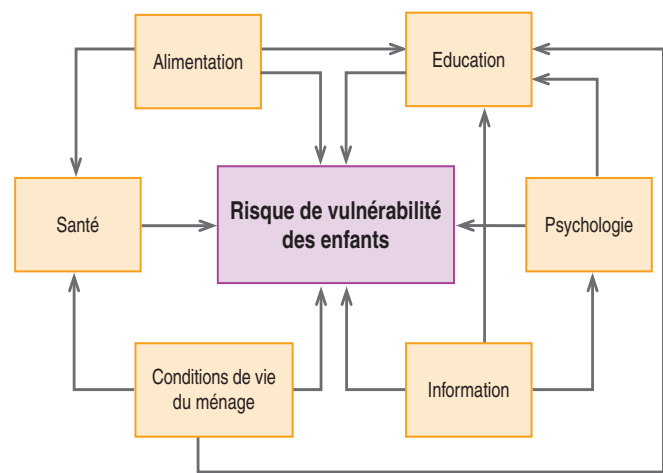 Alimentation
Education
Santé
Risque de vulnérabilité
des enfants
Psychologie
Conditions de vie
du ménage
Information